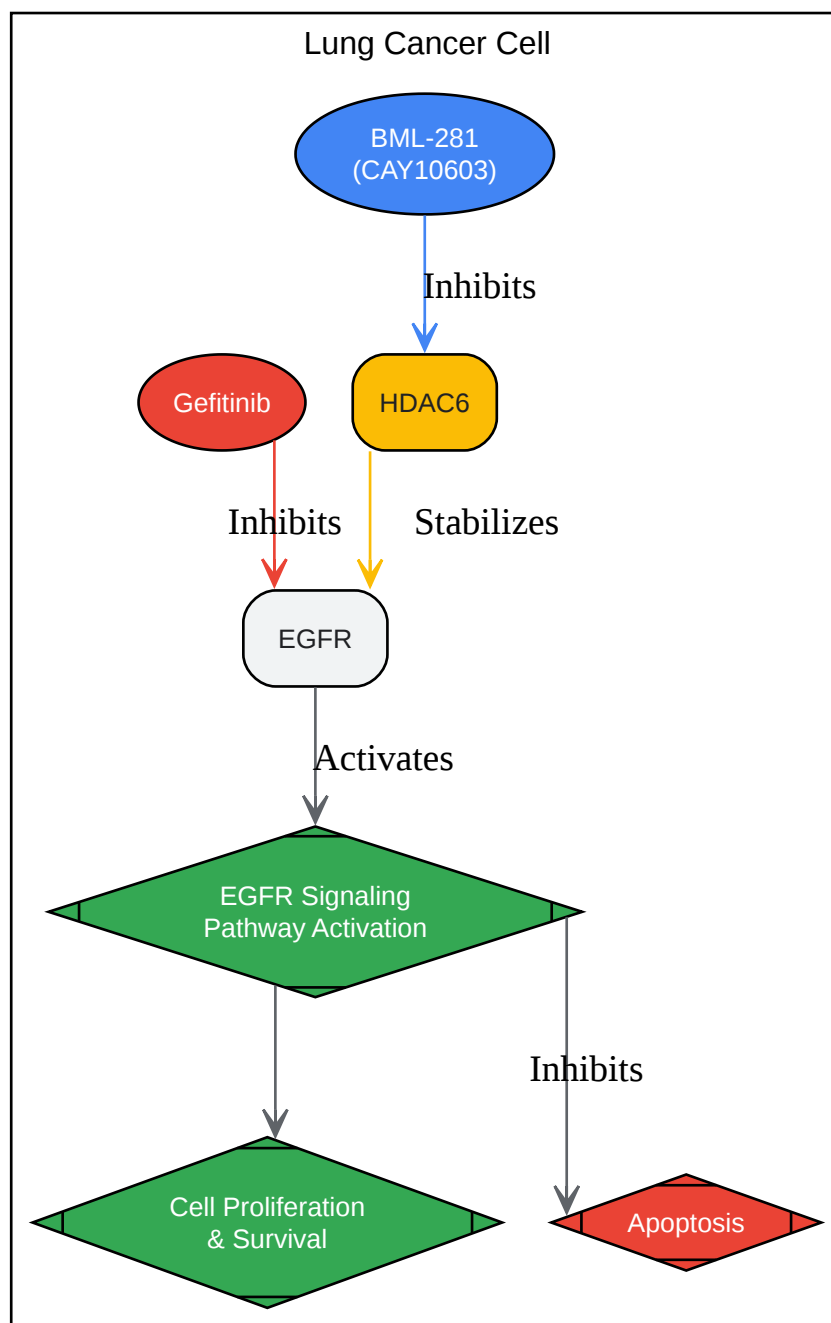 Lung Cancer Cell
BML-281
(CAY10603)
Inhibits
Gefitinib
HDAC6
Inhibits
Stabilizes
EGFR
Activates
EGFR Signaling
Pathway Activation
Inhibits
Cell Proliferation
& Survival
Apoptosis